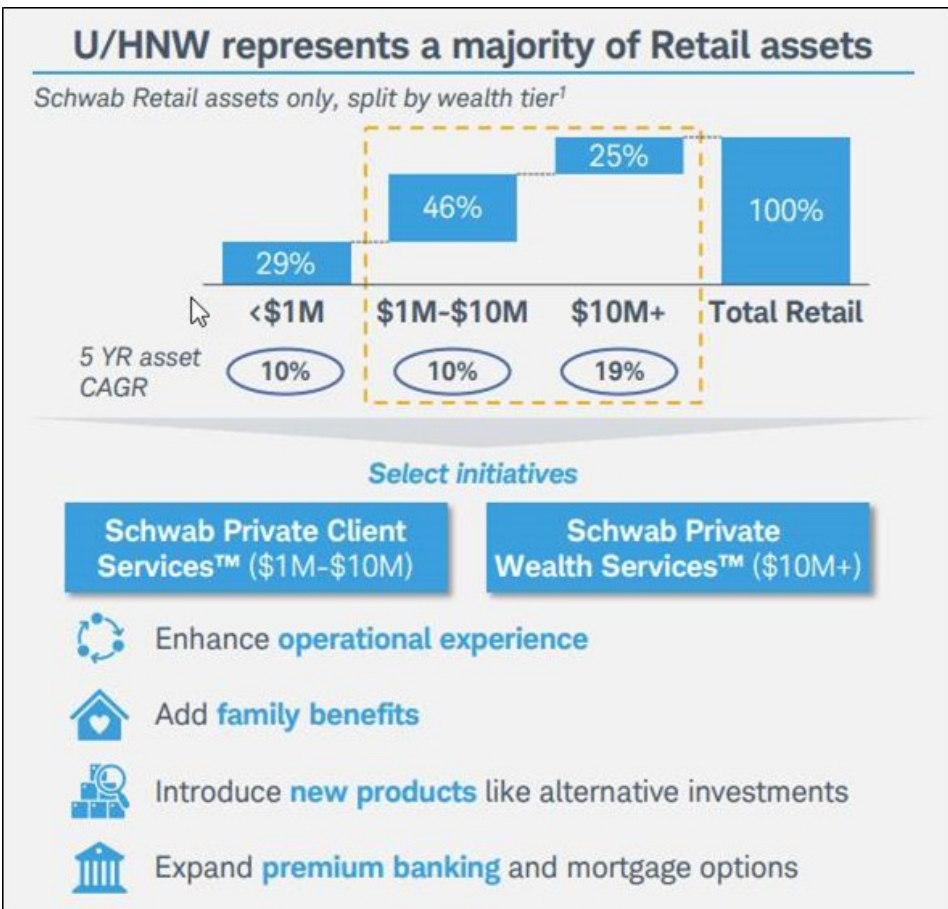 U/HNW represents a majority of Retail assets
Schwab Retail assets only, split by wealth tier¹
25%
46%
100%
29%
<$1M $1M-$10M $10M+ Total Retail
5 YR asset
CAGR
10% 10% 19%
Select initiatives
Schwab Private Client
Services™ ($1M-$10M)
Schwab Private
Wealth Services™ ($10M+)
Enhance operational experience
Add family benefits
Introduce new products like alternative investments
Expand premium banking and mortgage options